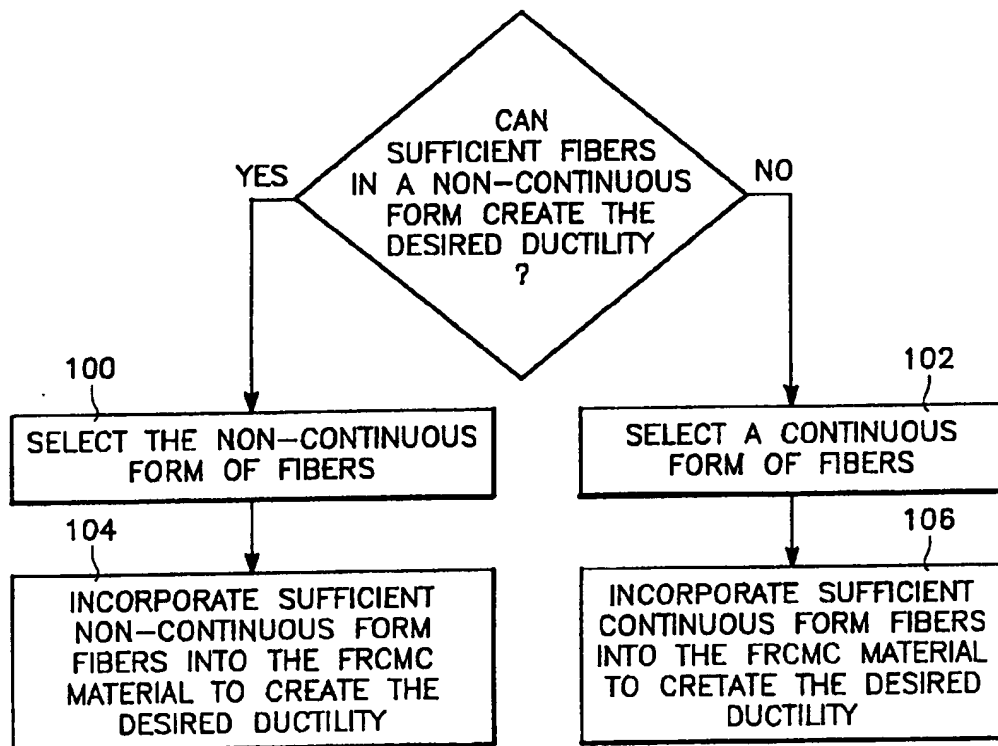 CAN
SUFFICIENT FIBERS
IN A NON-CONTINUOUS
FORM CREATE THE
DESIRED DUCTILITY
?
YES
NO
100
SELECT THE NON-CONTINUOUS
FORM OF FIBERS
102
SELECT A CONTINUOUS
FORM OF FIBERS
104
INCORPORATE SUFFICIENT
NON-CONTINUOUS FORM
FIBERS INTO THE FRCMC
MATERIAL TO CREATE THE
DESIRED DUCTILITY
106
INCORPORATE SUFFICIENT
CONTINUOUS FORM FIBERS
INTO THE FRCMC MATERIAL
TO CRETATE THE DESIRED
DUCTILITY